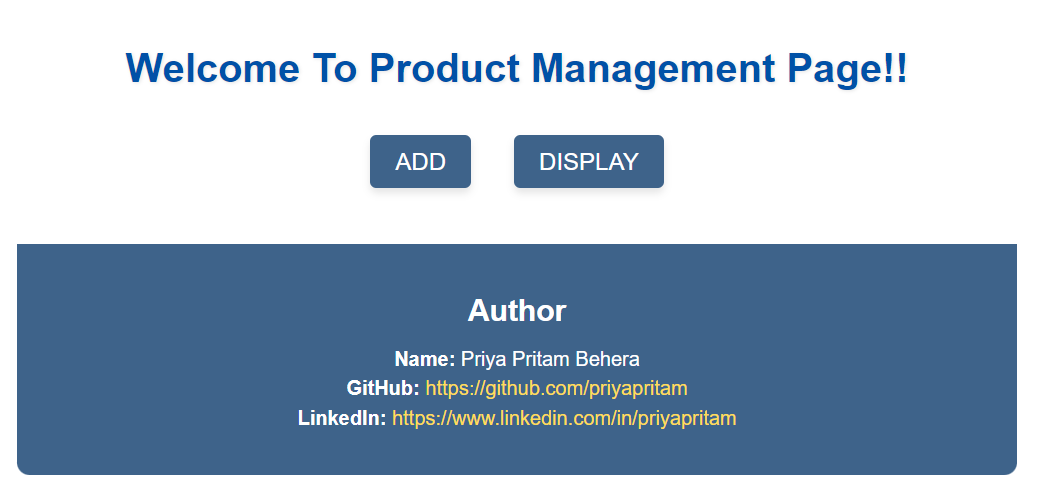 Welcome To Product Management Page!!
ADD DISPLAY
Author
Name: Priya Pritam Behera
GitHub: https://github.com/priyapritam
LinkedIn: https://www.linkedin.com/in/priyapritam